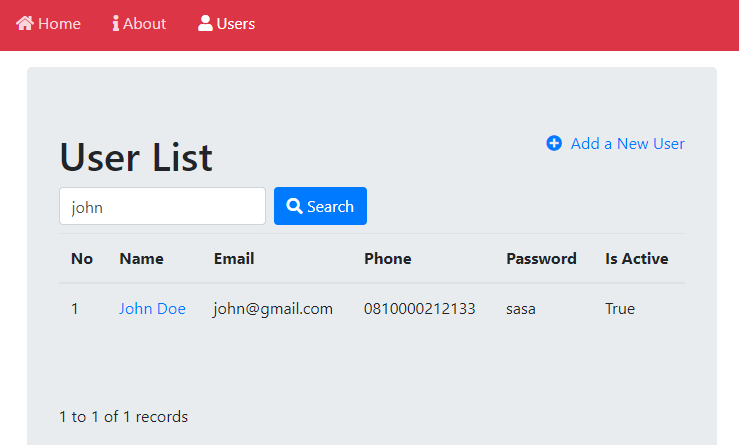 Home About Users
User List
Add a New User
john Search
No Name Email Phone Password Is Active
1 John Doe john@gmail.com 0810000212133 sasa True
1 to 1 of 1 records